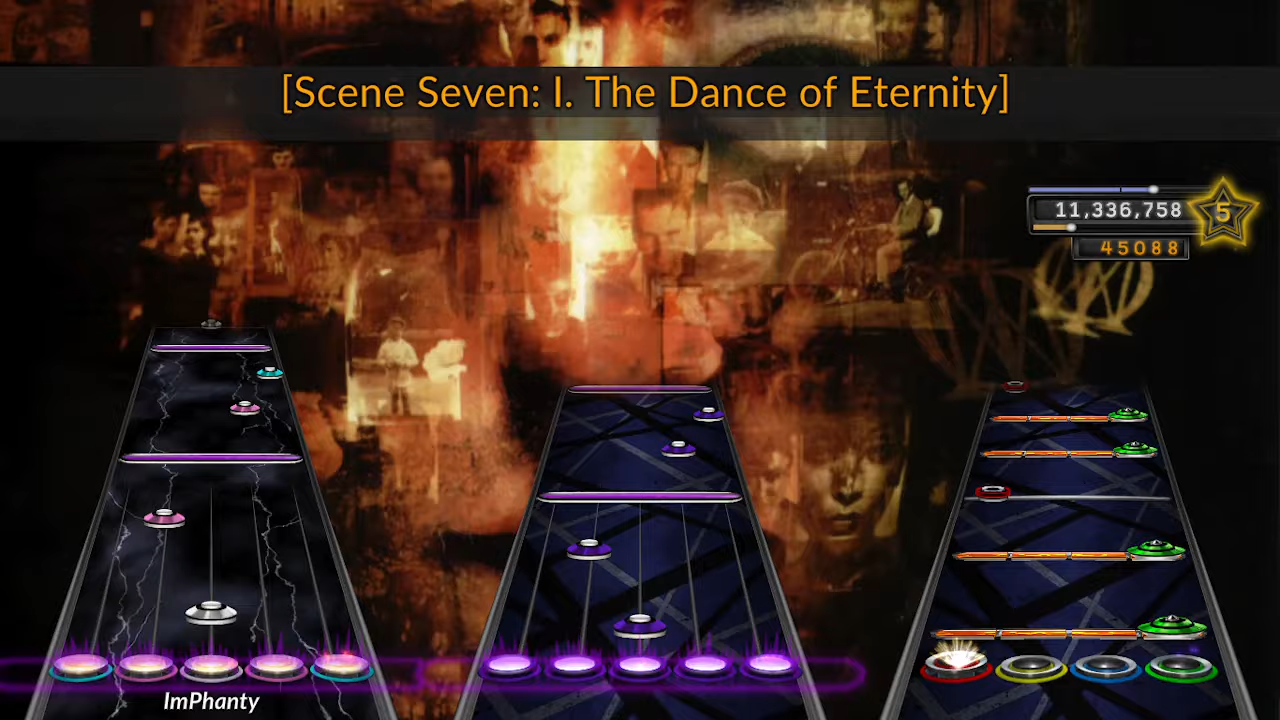 [Scene Seven: I. The Dance of Eternity]
11,336,758
5
45088
ImPhanty